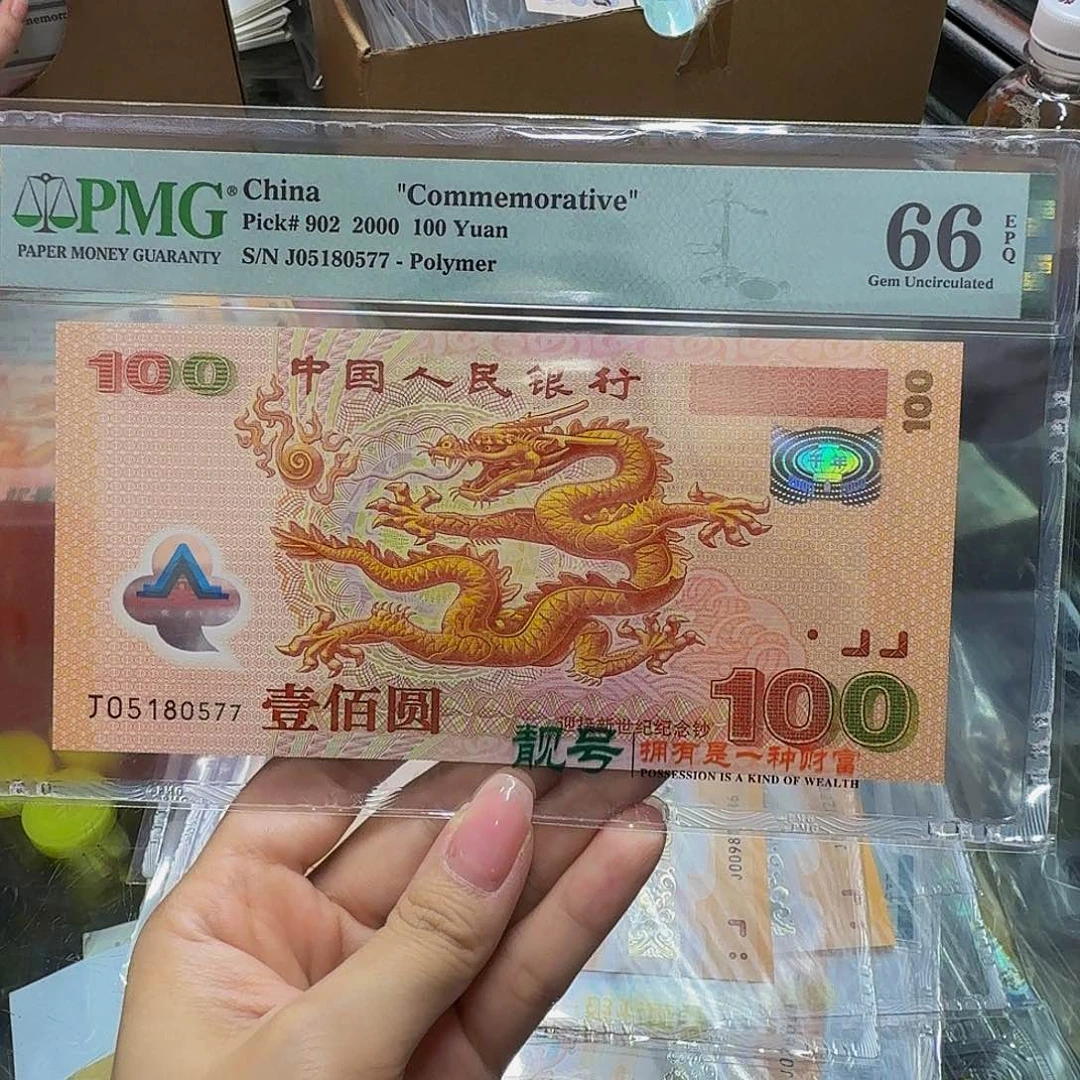 PMG®
PAPER MONEY GUARANTY
China "Commemorative"
Pick# 902 2000 100 Yuan
S/N J05180577 - Polymer
66
EPQ
Gem Uncirculated
100
中国人民银行
100
J05180577
壹佰圆
迎接新世纪纪念钞
100
靓号
拥有是一种财富
POSSESSION IS A KIND OF WEALTH
PMG
J0098